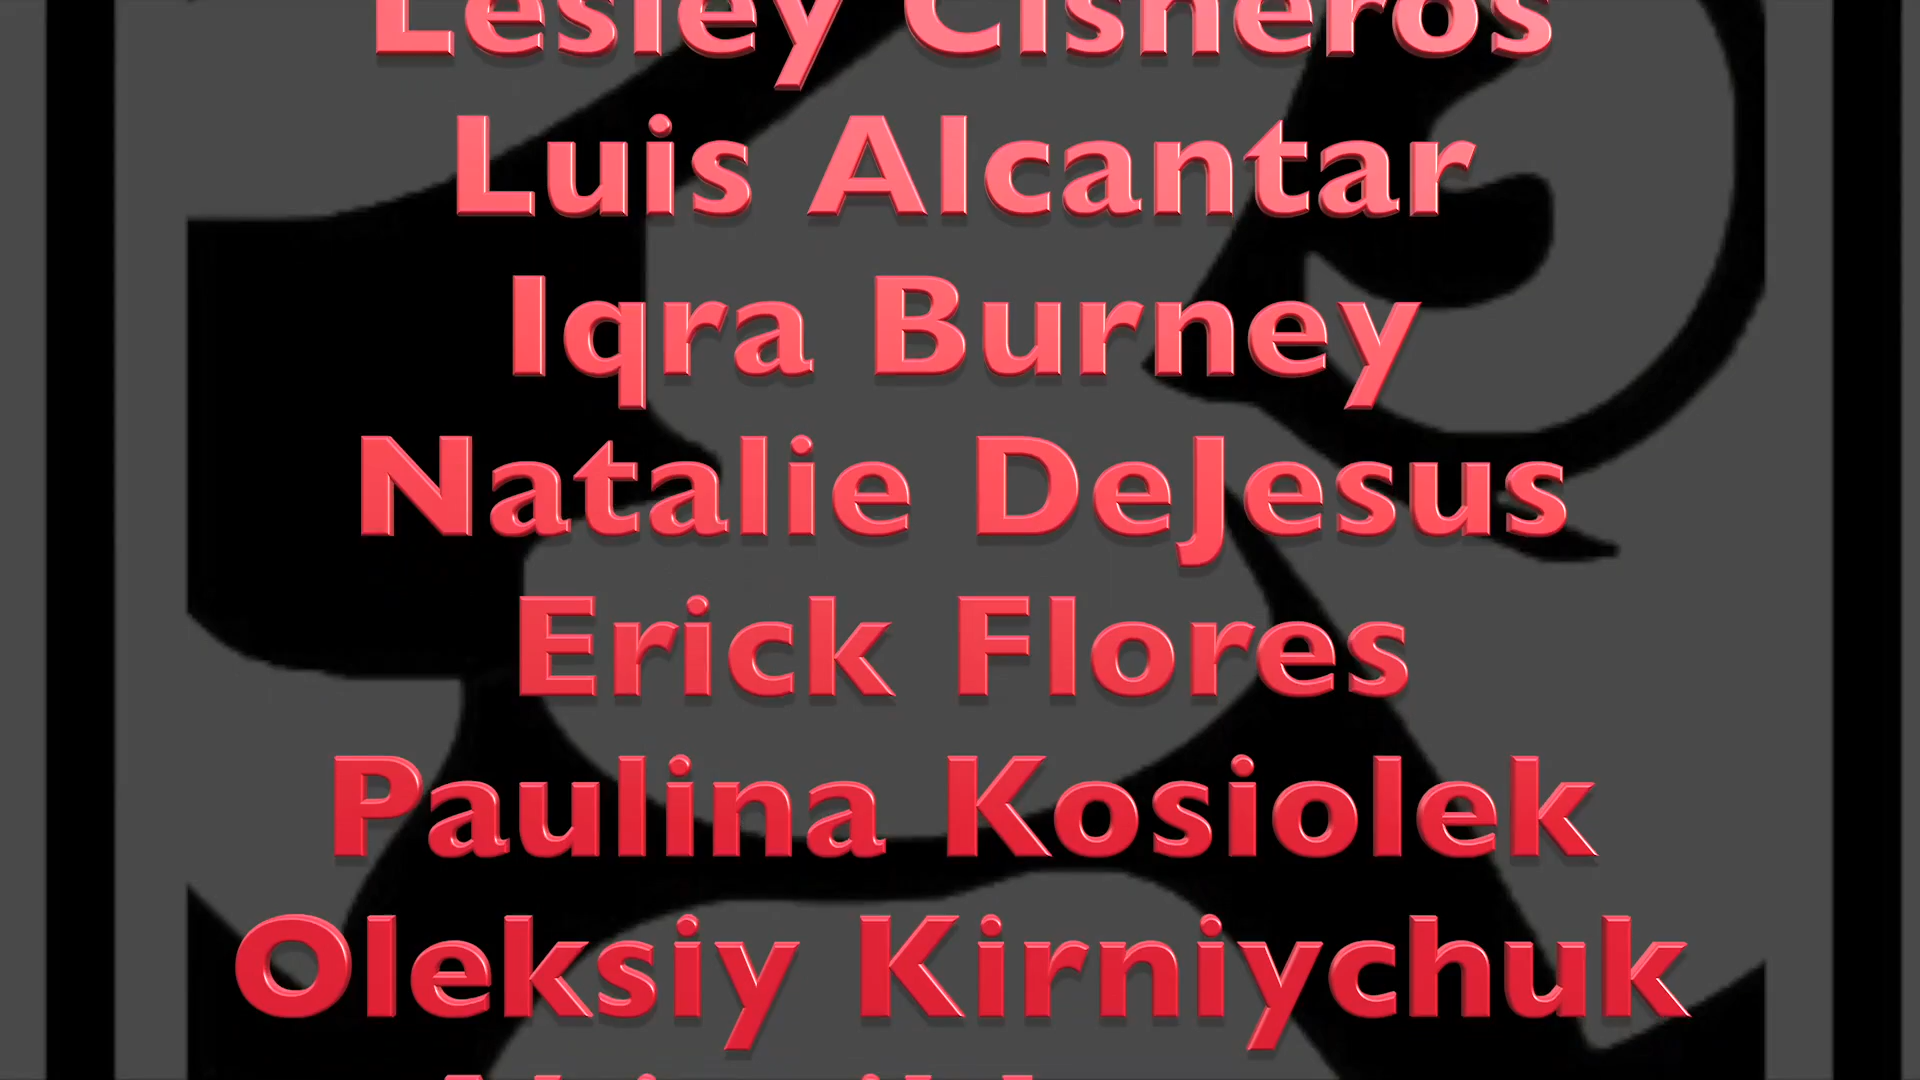 Lesley Cisneros
Luis Alcantar
Iqra Burney
Natalie DeJesus
Erick Flores
Paulina Kosiolek
Oleksiy Kirniychuk